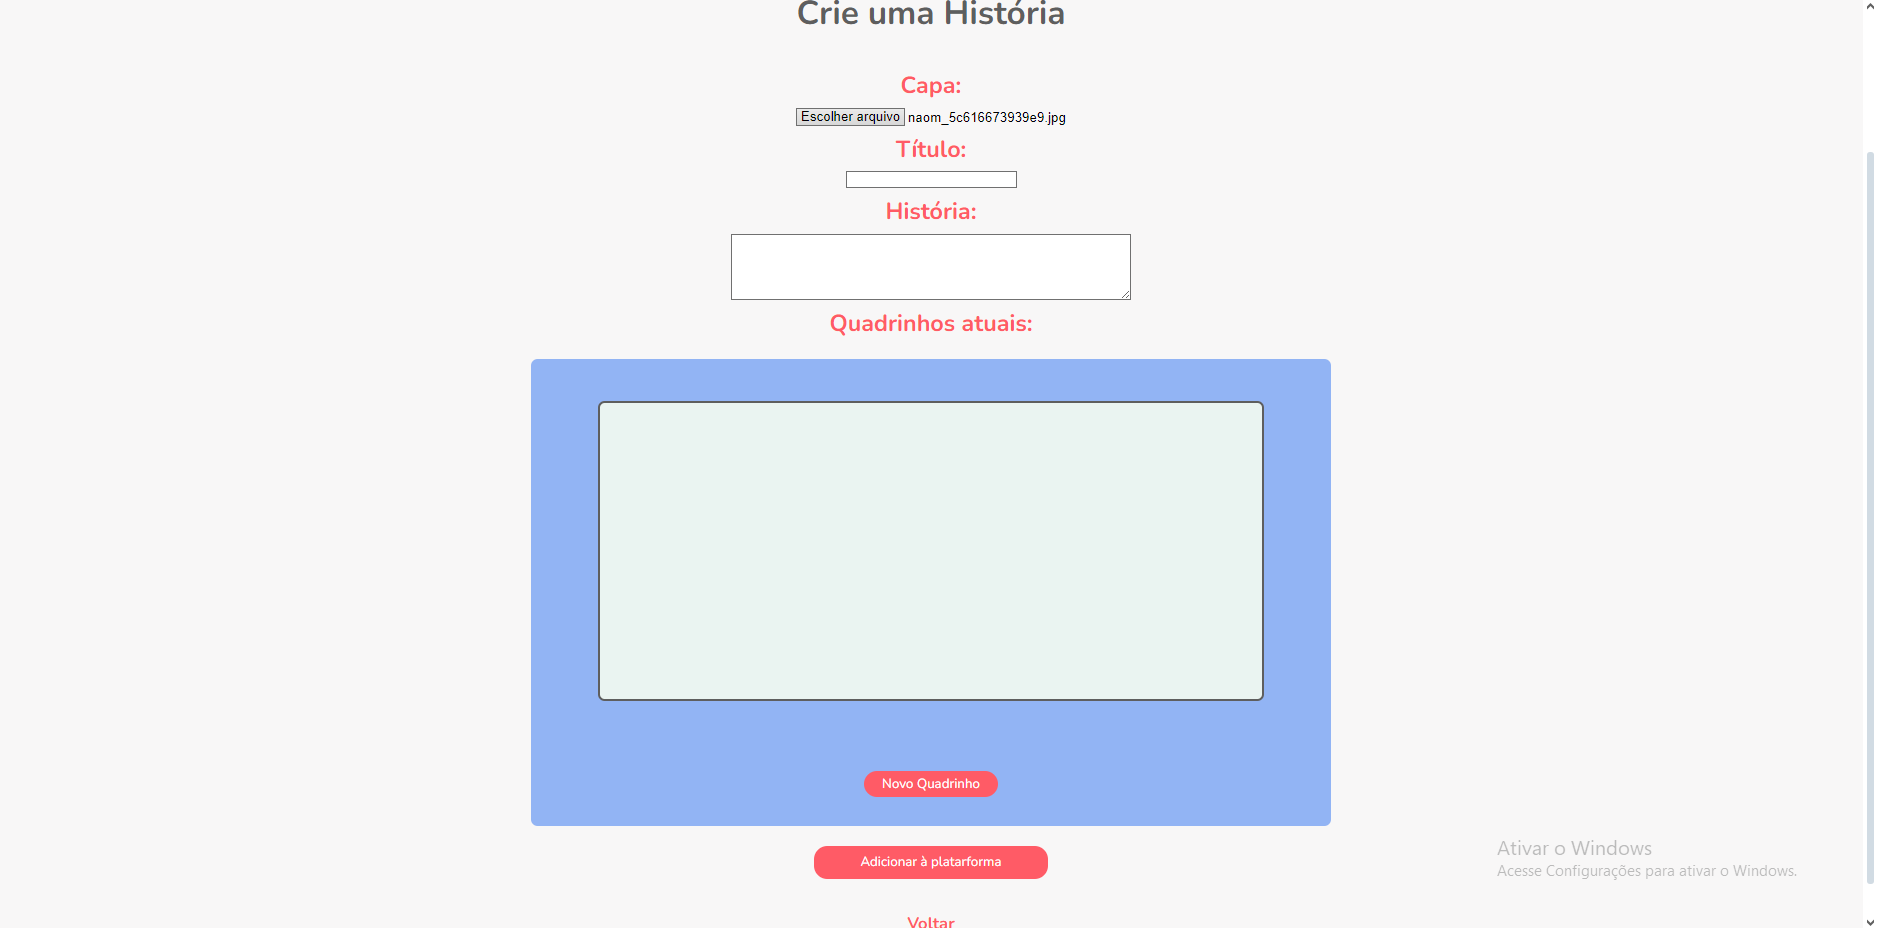 Crie uma História
Capa:
Escolher arquivo naom_5c616673939e9.jpg
Título:
História:
Quadrinhos atuais:
Novo Quadrinho
Adicionar à platarforma
Ativar o Windows
Acesse Configurações para ativar o Windows.
Voltar